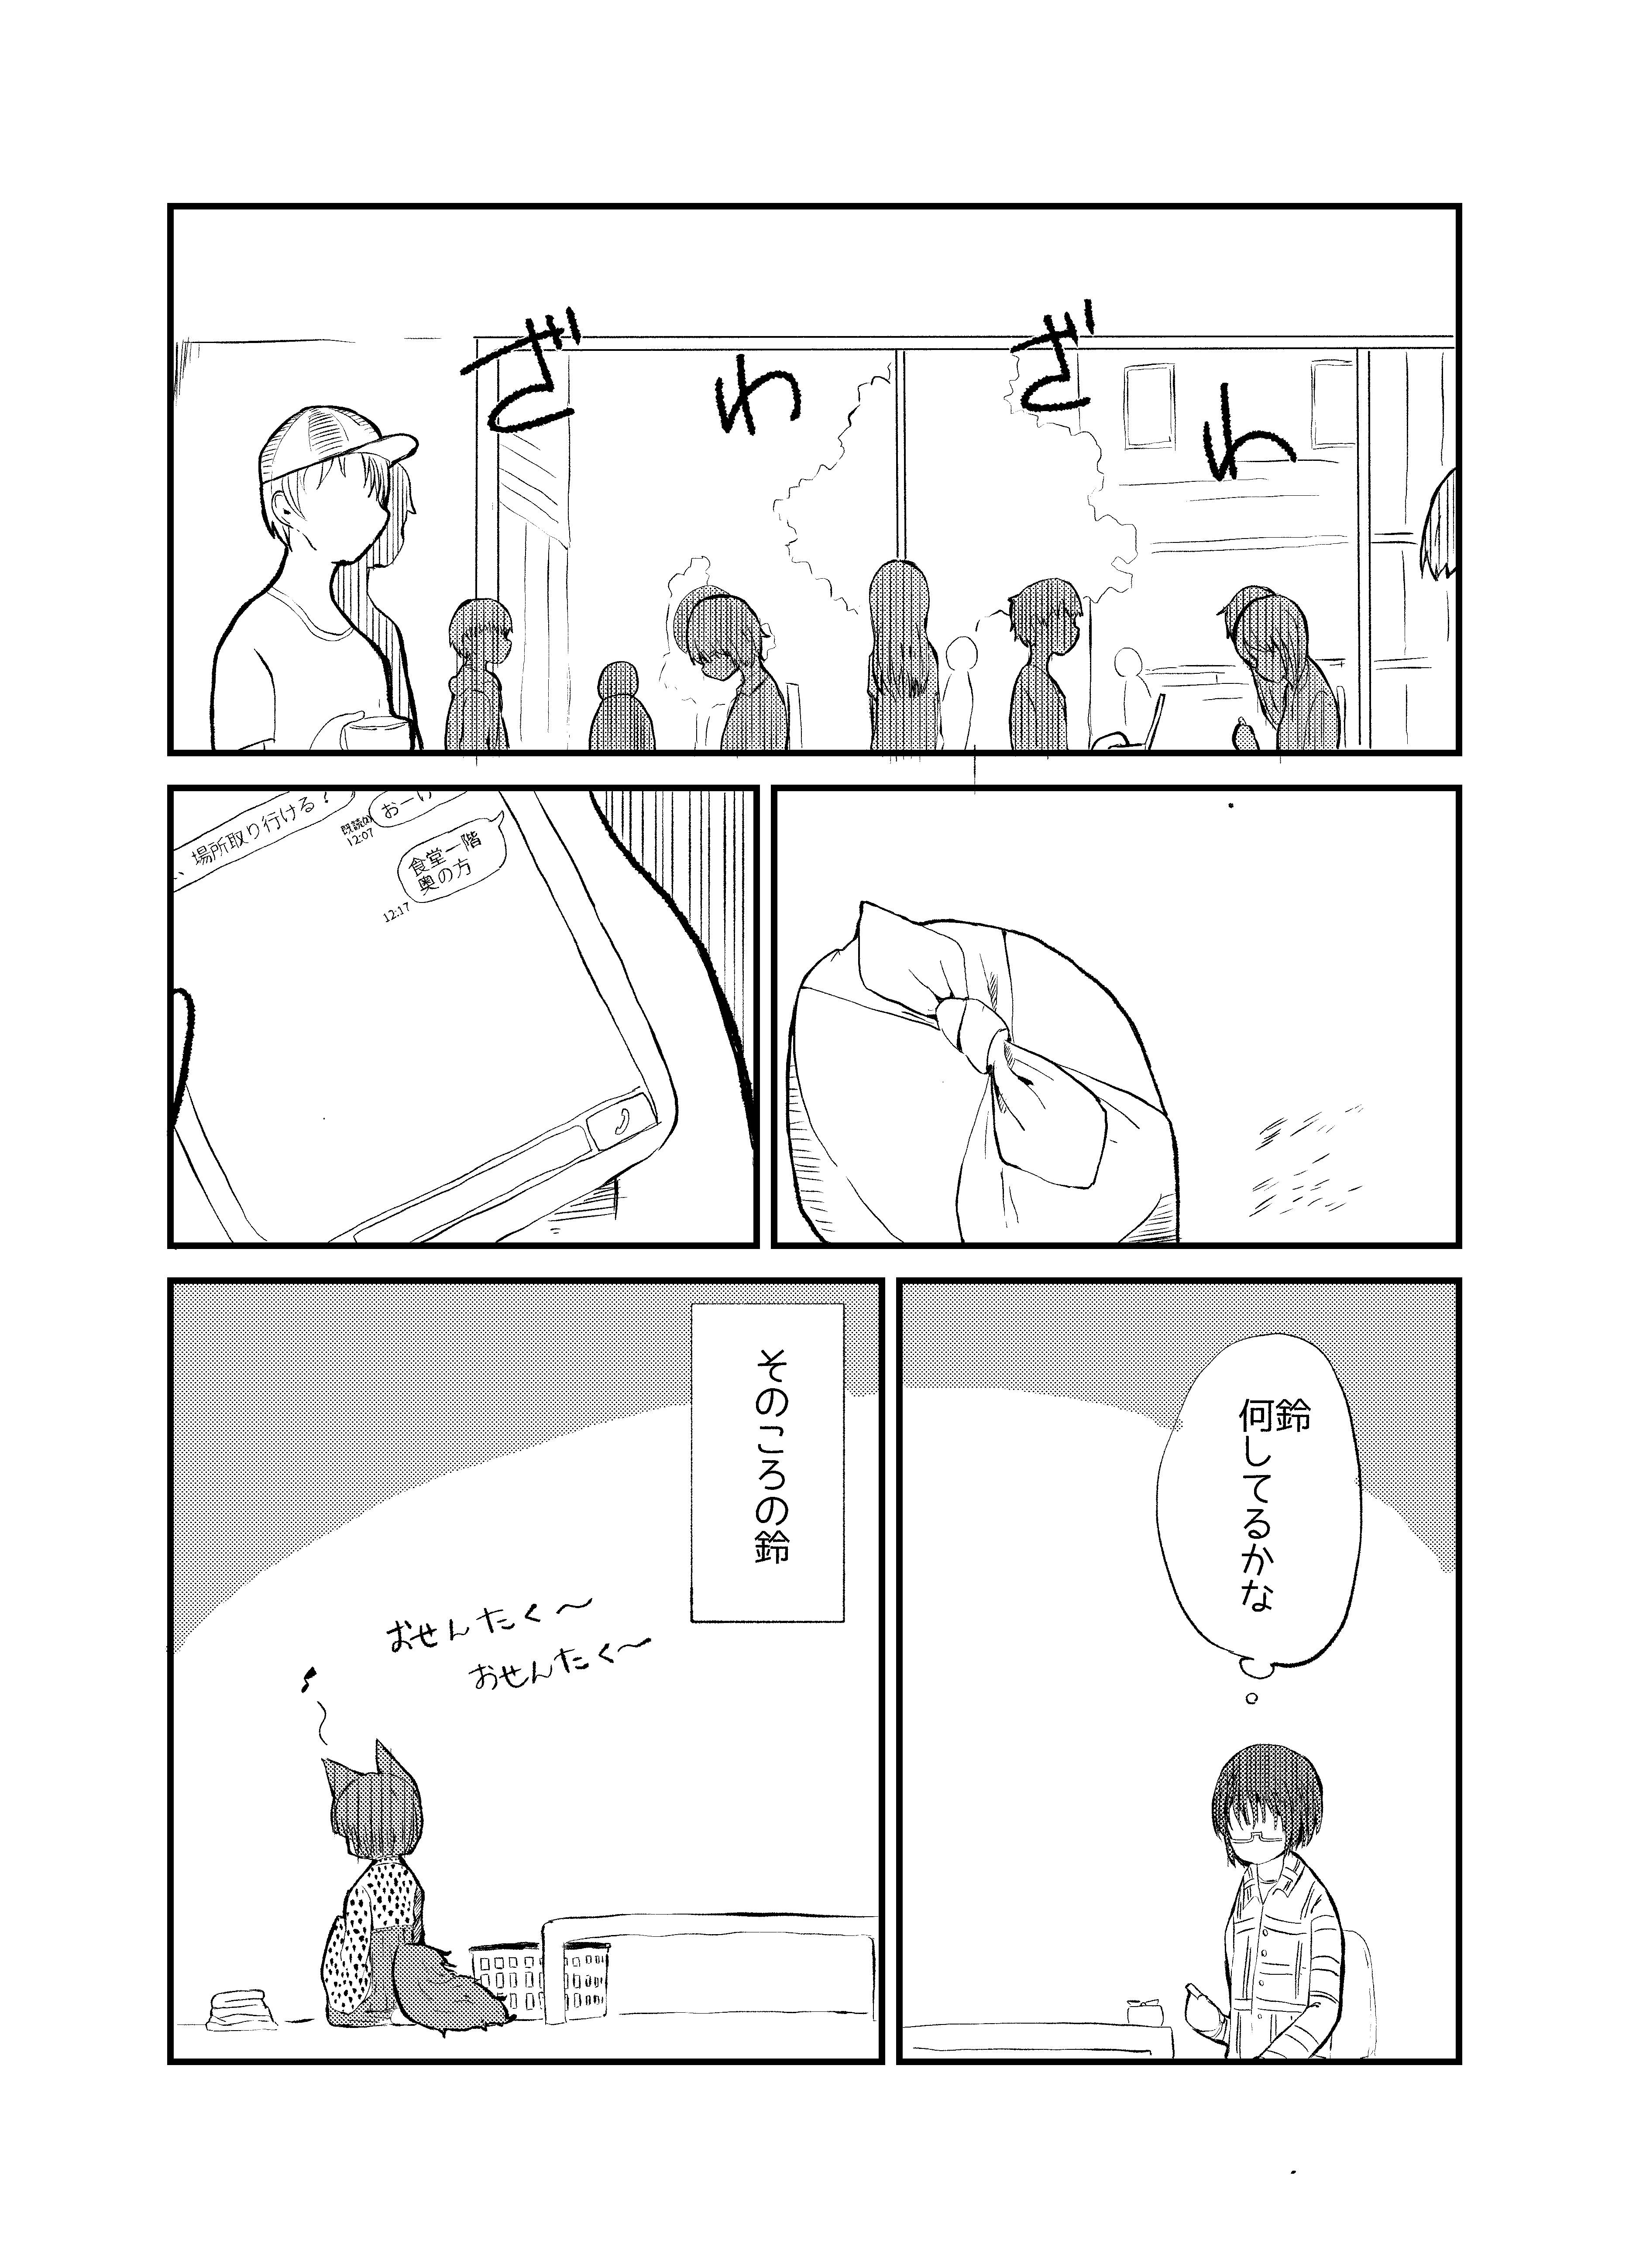 ざわ
ざわ
場所取り行ける？
おーけ
既読
12:07
食堂一階
奥の方
12:17
鈴
何してるかな
そのころの鈴
おせんたく〜
おせんたく〜